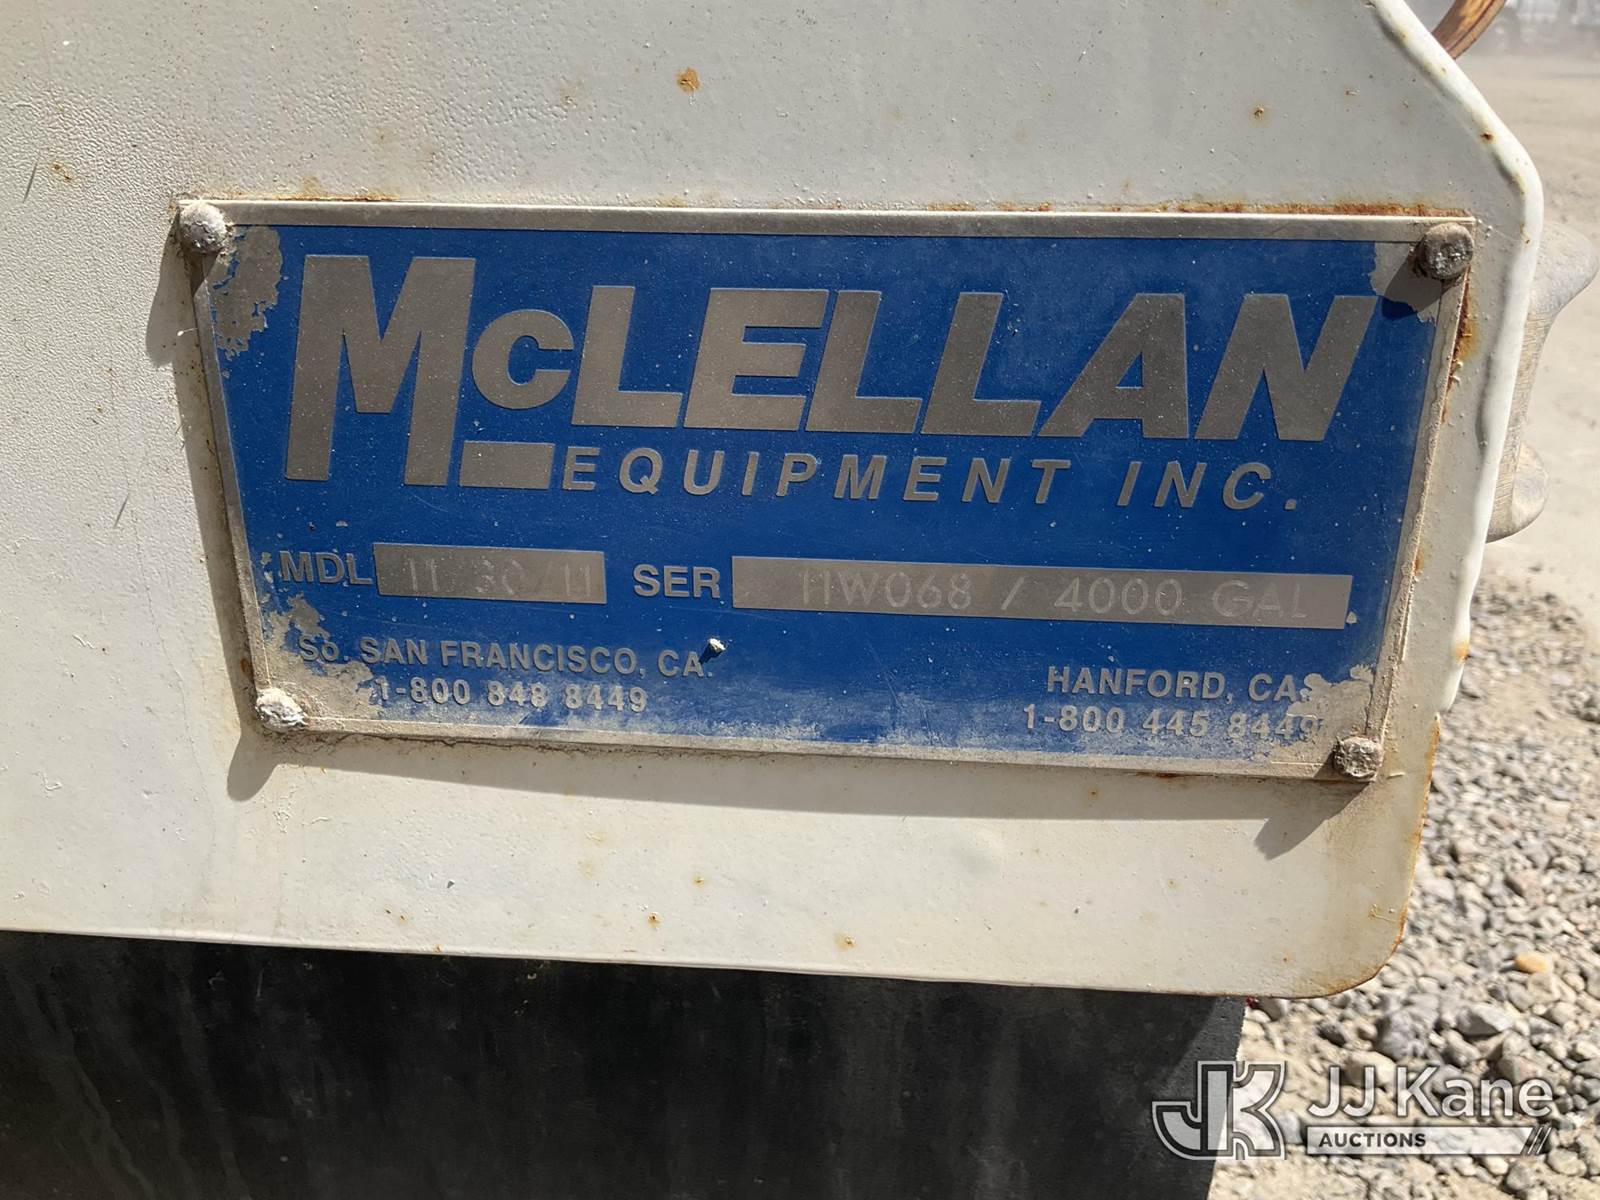 McLELLAN
EQUIPMENT INC.
MDL 11/30/11 SER 11W068 / 4000 GAL
So. SAN FRANCISCO, CA. HANFORD, CA.
1-800 848 8449 1-800 445 8449
JK JJ Kane
AUCTIONS